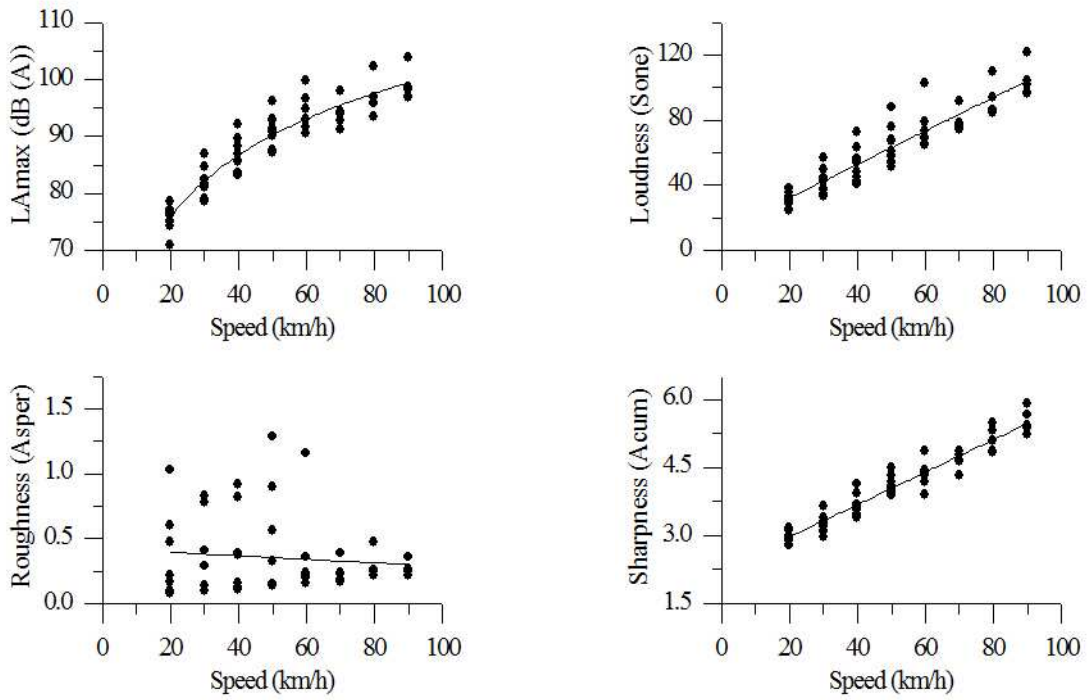 LAmax (dB (A))
110
100
90
80
70
0 20 40 60 80 100
Speed (km/h)
Loudness (Sone)
120
80
40
0
0 20 40 60 80 100
Speed (km/h)
Roughness (Asper)
1.5
1.0
0.5
0.0
0 20 40 60 80 100
Speed (km/h)
Sharpness (Acum)
6.0
4.5
3.0
1.5
0 20 40 60 80 100
Speed (km/h)